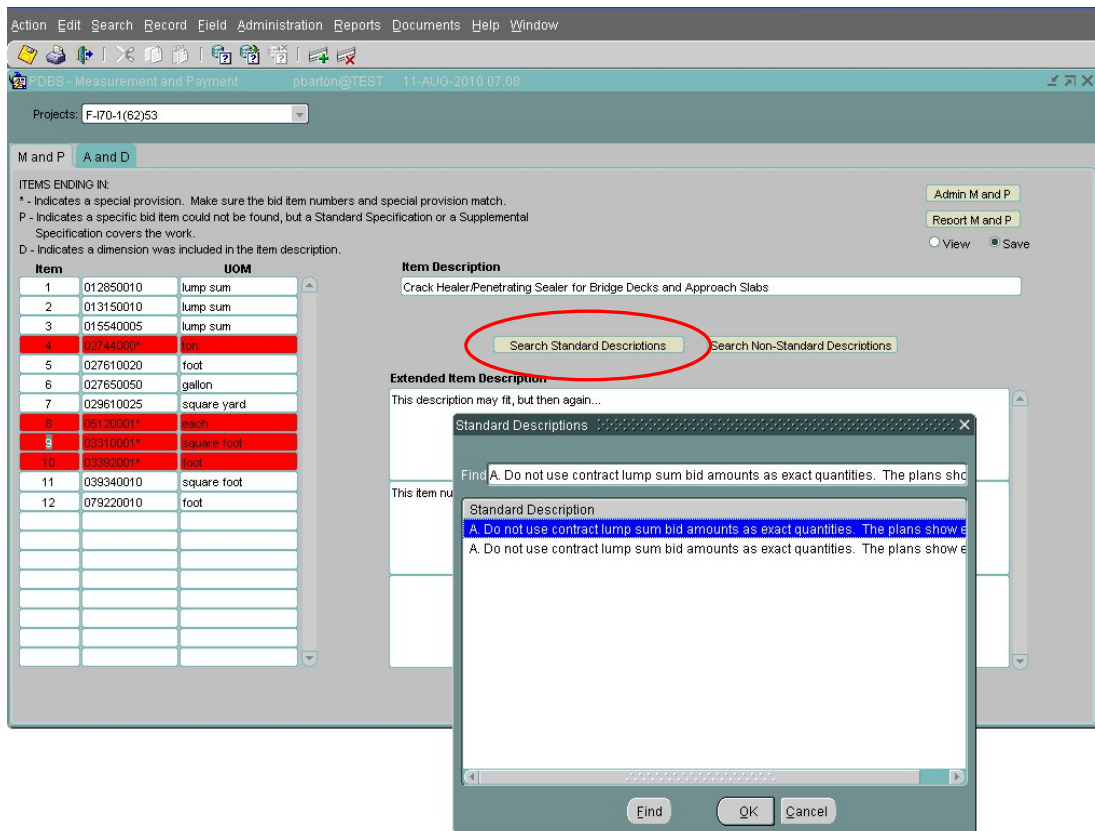 Action Edit Search Record Field Administration Reports Documents Help Window
PDBS - Measurement and Payment pbarton@TEST 11-AUG-2010 07:08
Projects: F-I70-1(62)53
M and P A and D
ITEMS ENDING IN:
* - Indicates a special provision. Make sure the bid item numbers and special provision match.
P - Indicates a specific bid item could not be found, but a Standard Specification or a Supplemental
Specification covers the work.
D - Indicates a dimension was included in the item description.
Admin M and P
Report M and P
View Save
Item UOM
1 012850010 lump sum
2 013150010 lump sum
3 015540005 lump sum
4 02744000* ton
5 027610020 foot
6 027650050 gallon
7 029610025 square yard
8 05120001* each
9 03310001* square foot
10 03392001* foot
11 039340010 square foot
12 079220010 foot
Item Description
Crack Healer/Penetrating Sealer for Bridge Decks and Approach Slabs
Search Standard Descriptions Search Non-Standard Descriptions
Extended Item Description
This description may fit, but then again...
This item nu
Standard Descriptions
Find A. Do not use contract lump sum bid amounts as exact quantities. The plans sho
Standard Description
A. Do not use contract lump sum bid amounts as exact quantities. The plans show e
A. Do not use contract lump sum bid amounts as exact quantities. The plans show e
Find OK Cancel